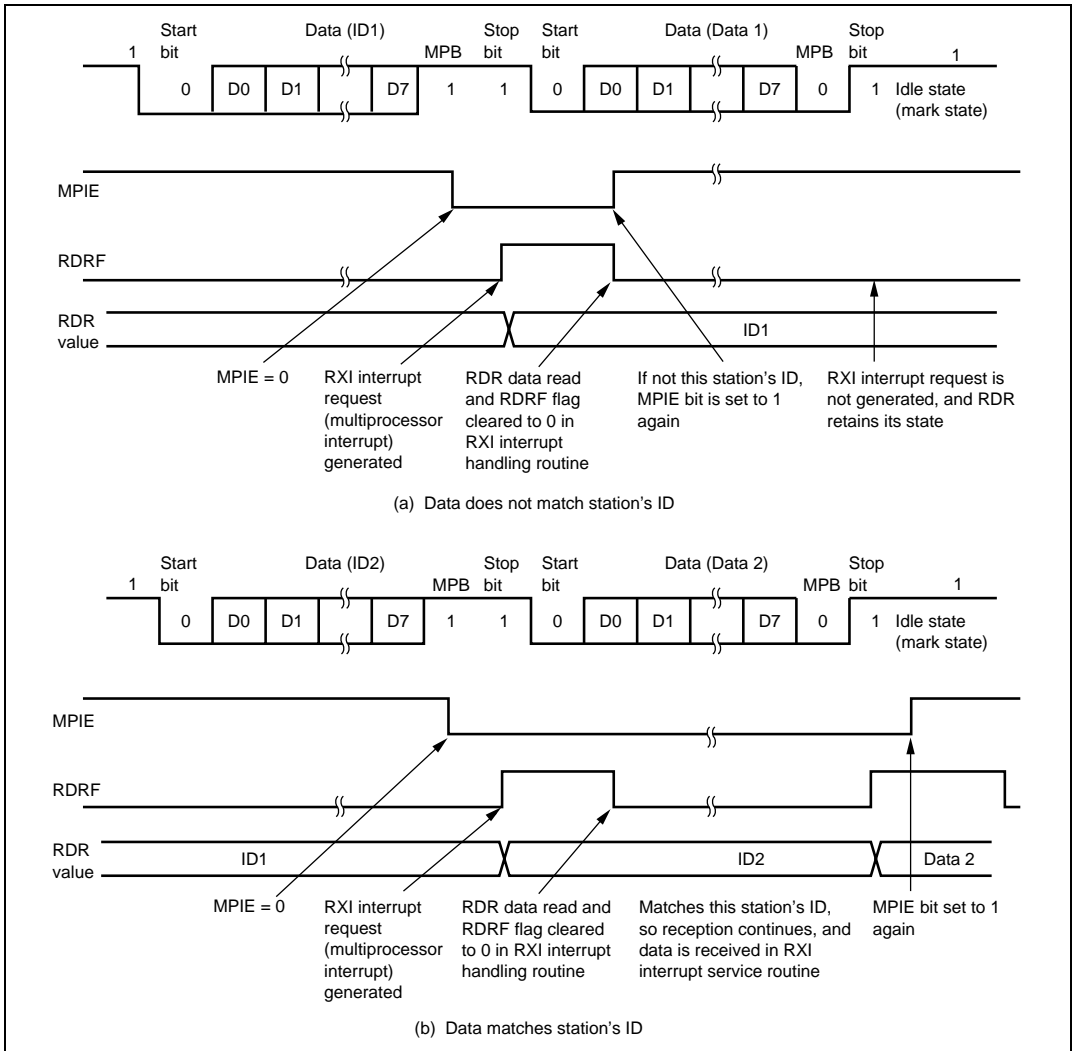 Start bit Data (ID1) Stop bit Start bit Data (Data 1) Stop bit
1 MPB MPB 1
0 D0 D1 D7 1 1 0 D0 D1 D7 0 1 Idle state (mark state)
MPIE
RDRF
RDR value
ID1
MPIE = 0
RXI interrupt
request
(multiprocessor
interrupt)
generated
RDR data read
and RDRF flag
cleared to 0 in
RXI interrupt
handling routine
If not this station's ID,
MPIE bit is set to 1
again
RXI interrupt request is
not generated, and RDR
retains its state
(a) Data does not match station's ID
Start bit Data (ID2) Stop bit Start bit Data (Data 2) Stop bit
1 MPB MPB 1
0 D0 D1 D7 1 1 0 D0 D1 D7 0 1 Idle state (mark state)
MPIE
RDRF
RDR value
ID1 ID2 Data 2
MPIE = 0
RXI interrupt
request
(multiprocessor
interrupt)
generated
RDR data read and
RDRF flag cleared
to 0 in RXI interrupt
handling routine
Matches this station's ID,
so reception continues, and
data is received in RXI
interrupt service routine
MPIE bit set to 1
again
(b) Data matches station's ID